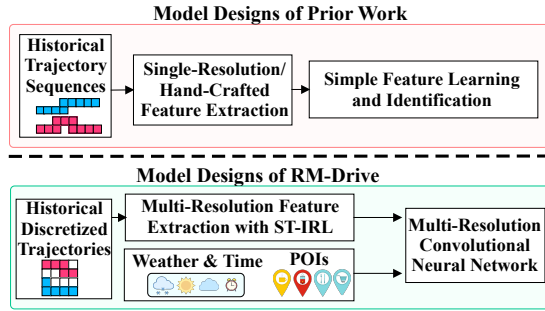 Model Designs of Prior Work
Historical
Trajectory
Sequences
Single-Resolution/
Hand-Crafted
Feature Extraction
Simple Feature Learning
and Identification
Model Designs of RM-Drive
Historical
Discretized
Trajectories
Multi-Resolution Feature
Extraction with ST-IRL
Weather & Time
POIs
Multi-Resolution
Convolutional
Neural Network